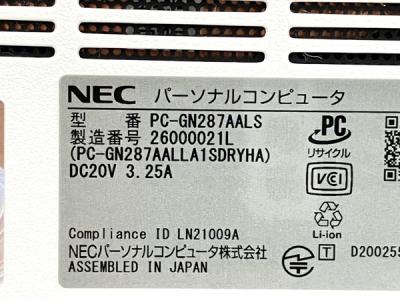 NEC パーソナルコンピュータ
型 番 PC-GN287AALS
製造番号 26000021L
(PC-GN287AALLA1SDRYHA)
DC20V 3.25A
PC
リサイクル
VCI
Li-ion
Compliance ID LN21009A
NECパーソナルコンピュータ株式会社
ASSEMBLED IN JAPAN
T D200255